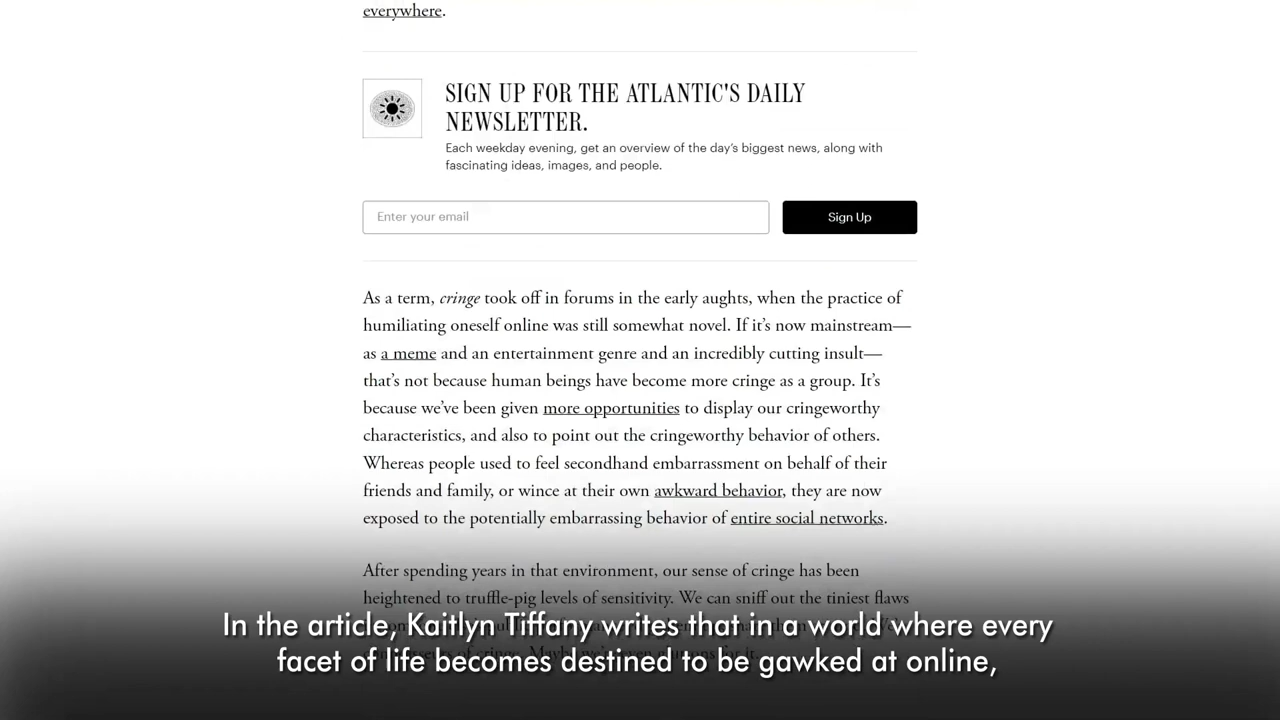 everywhere.
SIGN UP FOR THE ATLANTIC'S DAILY
NEWSLETTER.
Each weekday evening, get an overview of the day's biggest news, along with
fascinating ideas, images, and people.
Enter your email
Sign Up
As a term, cringe took off in forums in the early aughts, when the practice of
humiliating oneself online was still somewhat novel. If it's now mainstream—
as a meme and an entertainment genre and an incredibly cutting insult—
that's not because human beings have become more cringe as a group. It's
because we've been given more opportunities to display our cringeworthy
characteristics, and also to point out the cringeworthy behavior of others.
Whereas people used to feel secondhand embarrassment on behalf of their
friends and family, or wince at their own awkward behavior, they are now
exposed to the potentially embarrassing behavior of entire social networks.
After spending years in that environment, our sense of cringe has been
heightened to truffle-pig levels of sensitivity. We can sniff out the tiniest flaws
In the article, Kaitlyn Tiffany writes that in a world where every
facet of life becomes destined to be gawked at online,